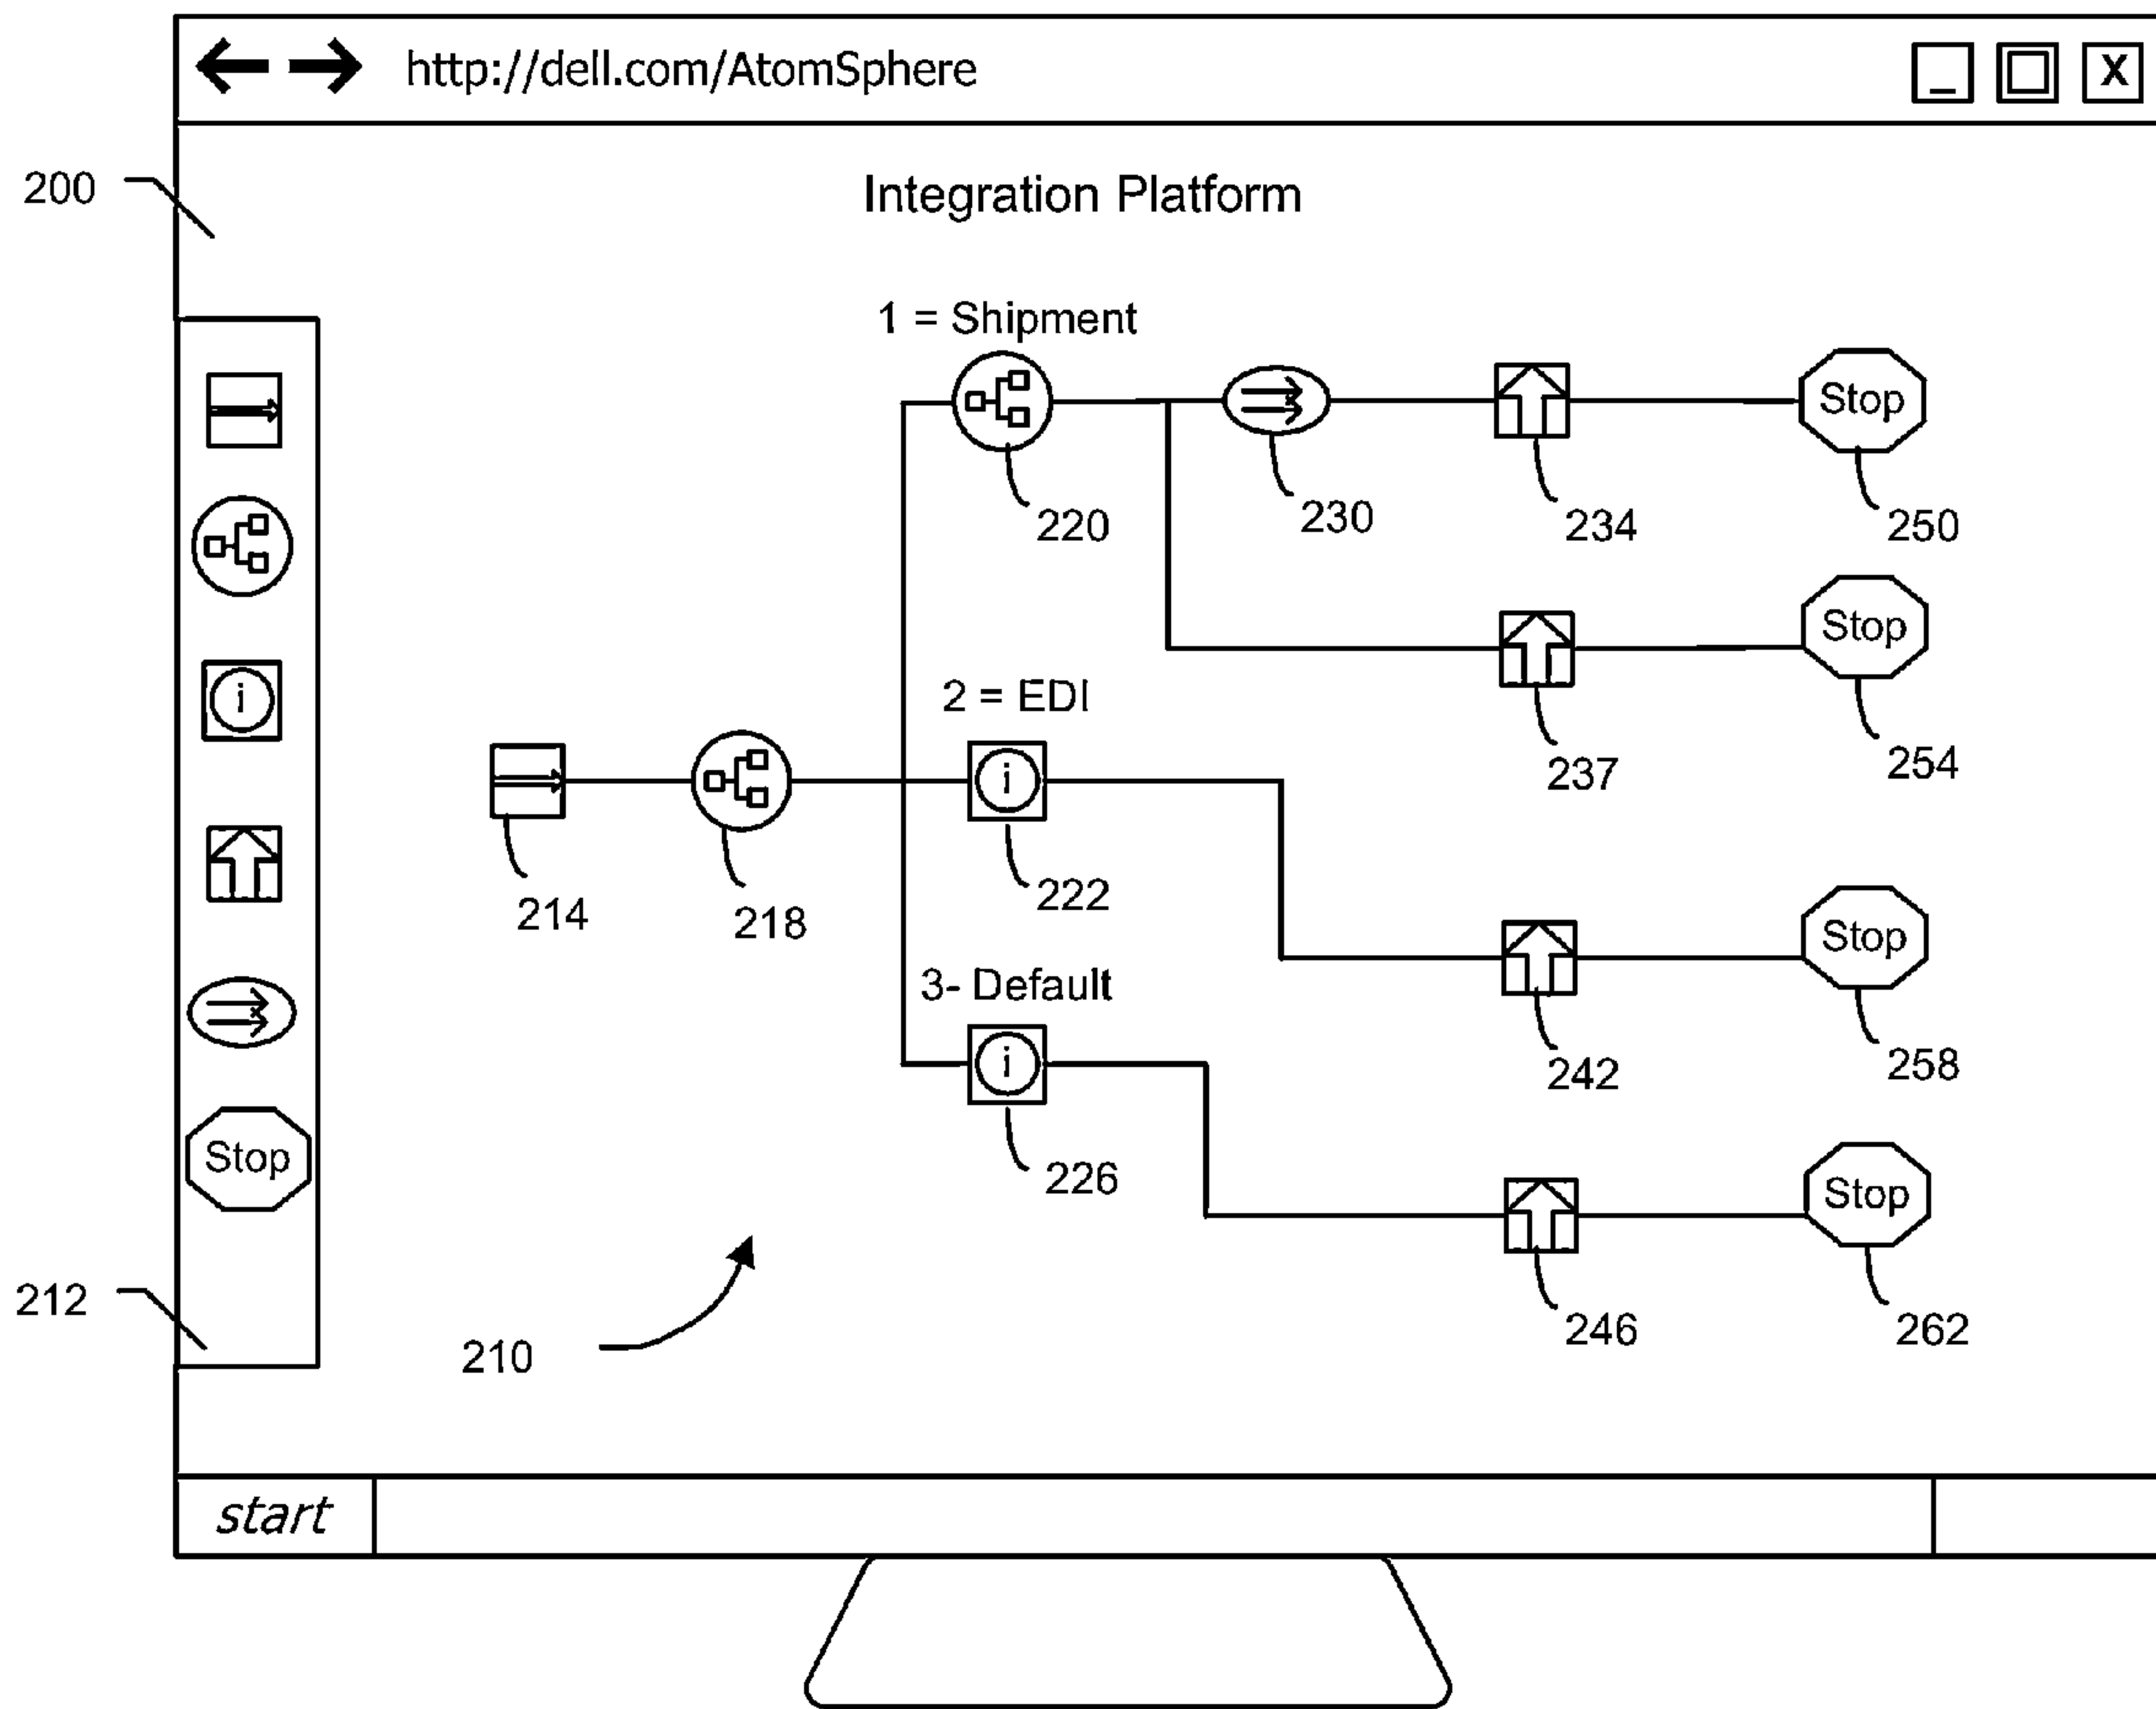 http://dell.com/AtomSphere
X
200
Integration Platform
1 = Shipment
Stop
220
230
234
250
Stop
i
2 = EDI
237
254
i
214
218
222
Stop
3- Default
242
258
i
Stop
226
Stop
212
210
246
262
start